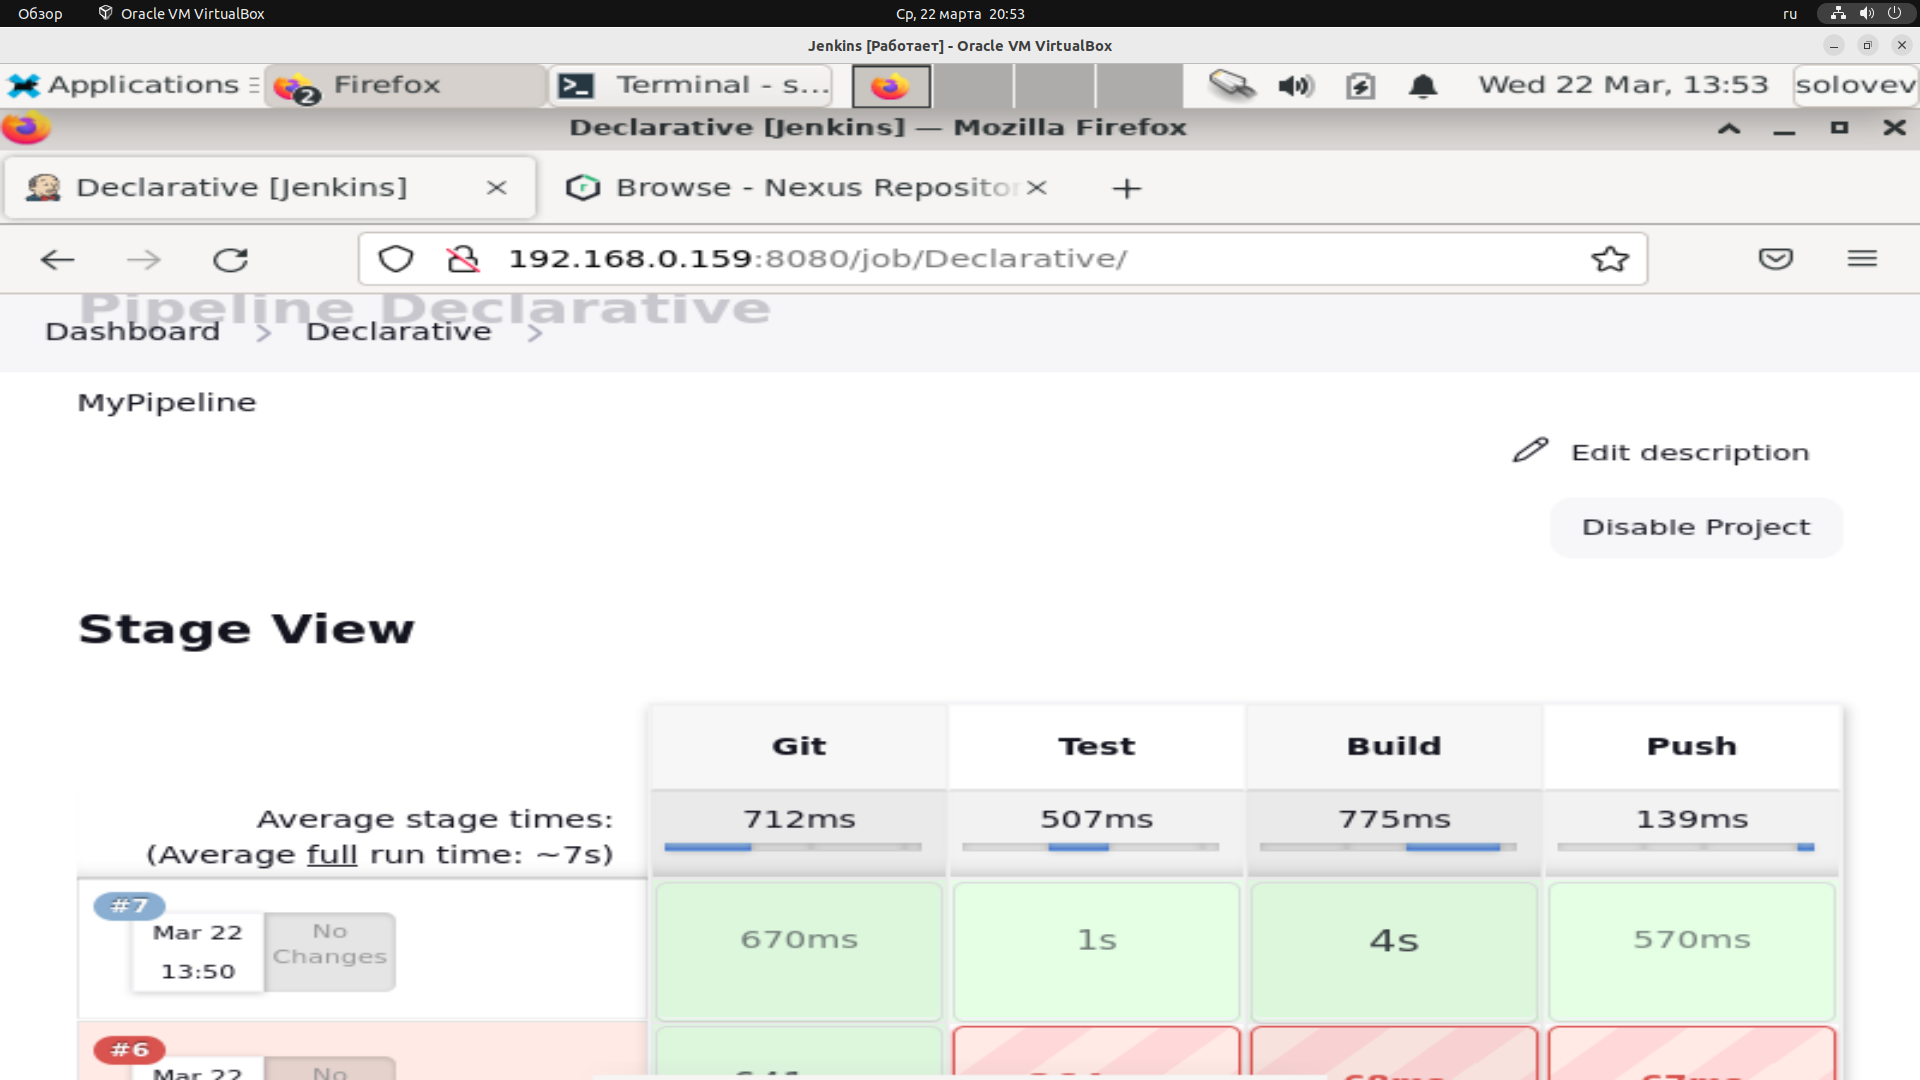 Обзор Oracle VM VirtualBox Ср, 22 марта 20:53 ru
Jenkins [Работает] - Oracle VM VirtualBox
Applications 2 Firefox Terminal - s... Wed 22 Mar, 13:53 solovev
Declarative [Jenkins] — Mozilla Firefox
Declarative [Jenkins] Browse - Nexus Reposito
192.168.0.159:8080/job/Declarative/
Pipeline Declarative
Dashboard > Declarative >
MyPipeline
Edit description
Disable Project
Stage View
Git Test Build Push
Average stage times: 712ms 507ms 775ms 139ms
(Average full run time: ~7s)
#7
Mar 22 No
Changes
13:50
670ms 1s 4s 570ms
#6
Mar 22 No